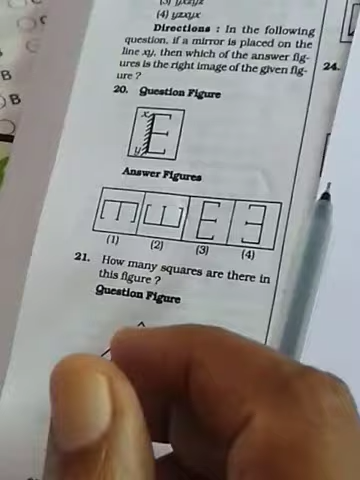 (3) yxzyz
(4) yzxyx
Directions : In the following
question, if a mirror is placed on the
line xy, then which of the answer fig-
ures is the right image of the given fig-
ure ?
24.
20. Question Figure
x
E
y
Answer Figures
(1) (2) (3) (4)
21. How many squares are there in
this figure ?
Question Figure
B
B